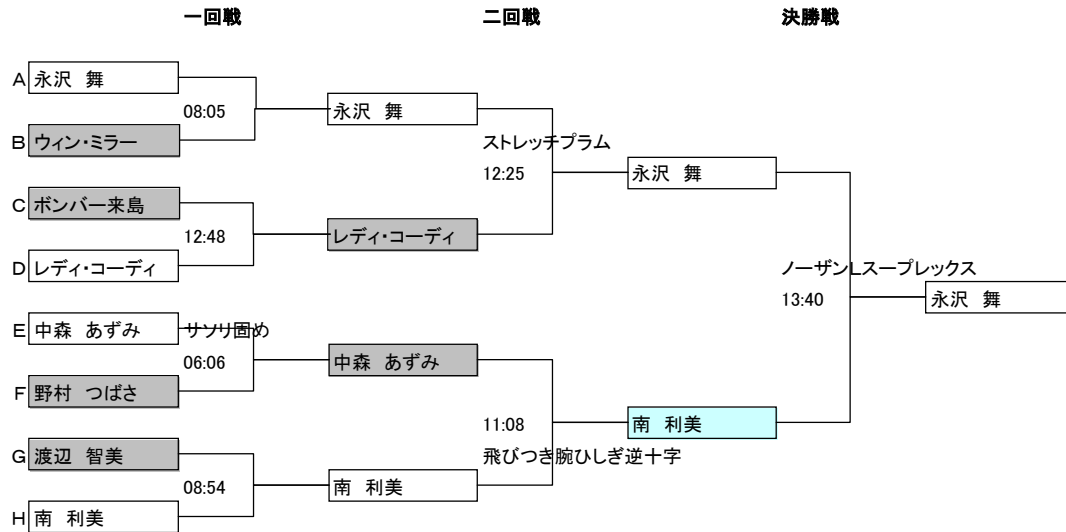 一回戦 二回戦 決勝戦
A 永沢 舞
08:05
永沢 舞
B ウィン・ミラー
ストレッチプラム
12:25
永沢 舞
C ボンバー来島
12:48
レディ・コーディ
D レディ・コーディ
ノーザンLスープレックス
13:40
永沢 舞
E 中森 あずみ
サソリ固め
06:06
中森 あずみ
F 野村 つばさ
11:08
南 利美
飛びつき腕ひしぎ逆十字
G 渡辺 智美
08:54
南 利美
H 南 利美